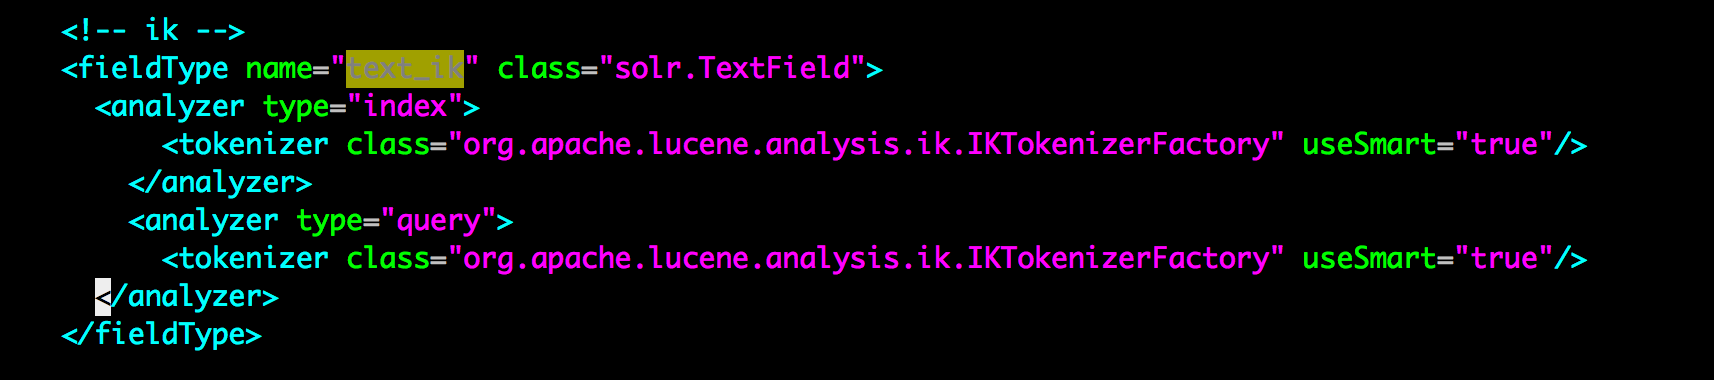 <!-- ik -->
<fieldType name="text_ik" class="solr.TextField">
<analyzer type="index">
<tokenizer class="org.apache.lucene.analysis.ik.IKTokenizerFactory" useSmart="true"/>
</analyzer>
<analyzer type="query">
<tokenizer class="org.apache.lucene.analysis.ik.IKTokenizerFactory" useSmart="true"/>
</analyzer>
</fieldType>